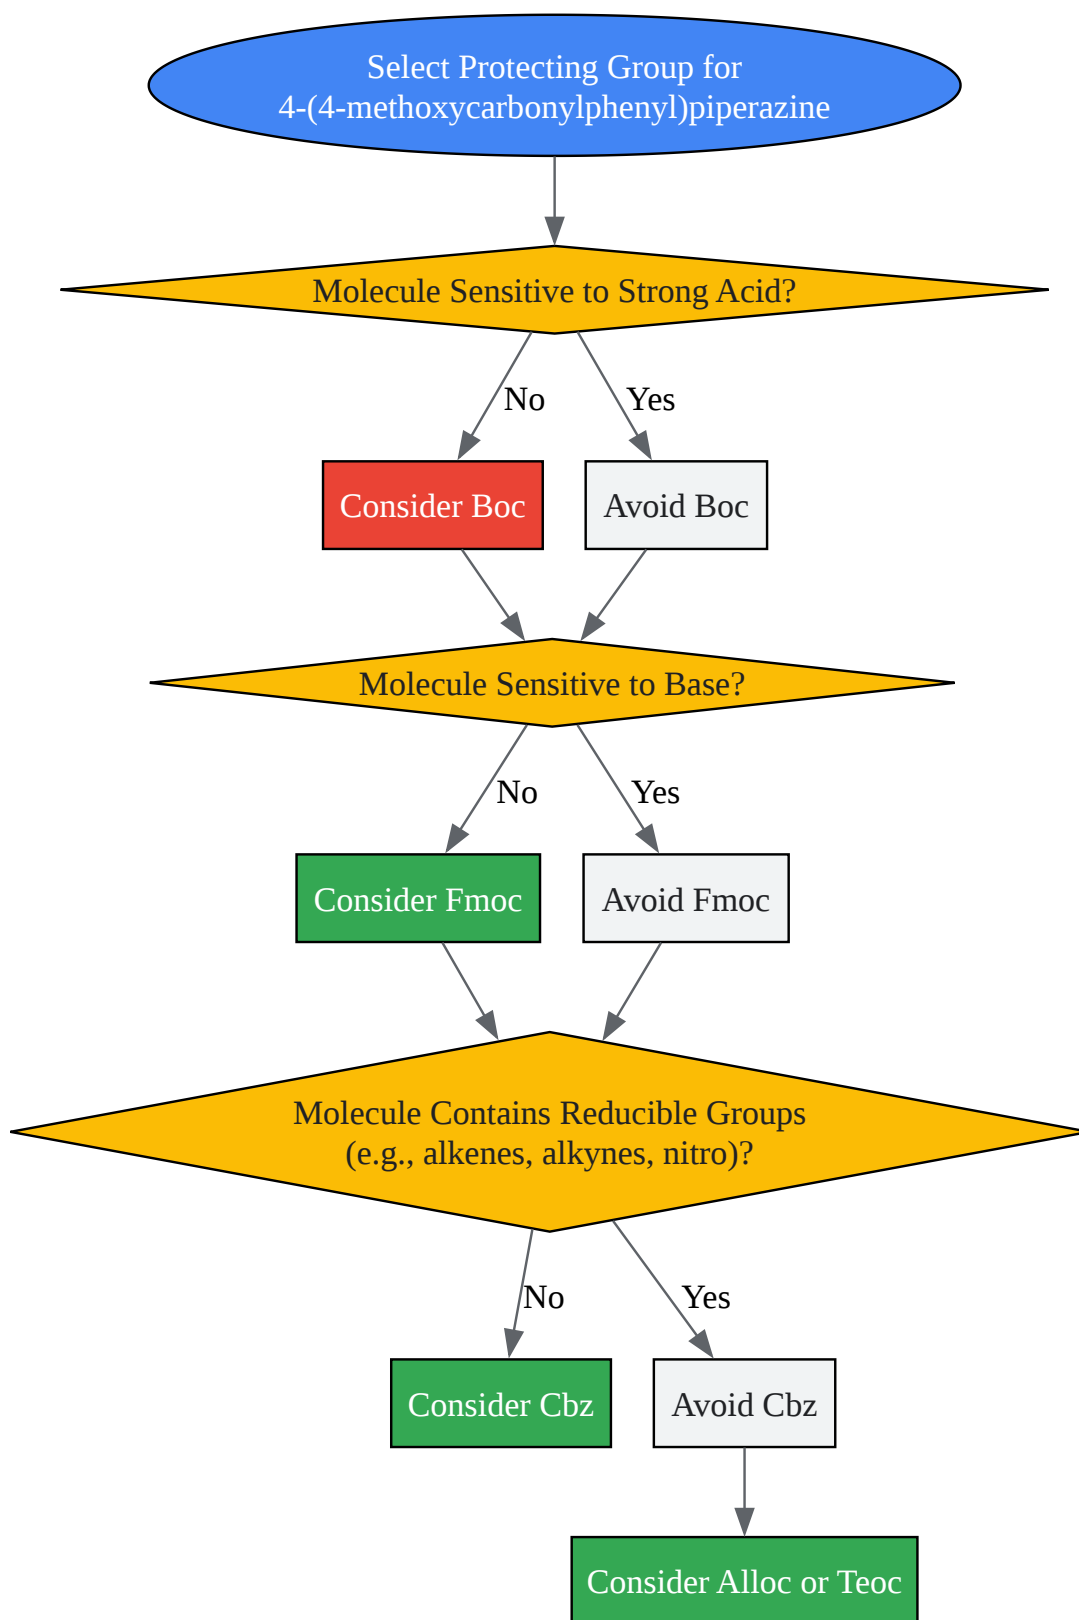 Select Protecting Group for
4-(4-methoxycarbonylphenyl)piperazine
Molecule Sensitive to Strong Acid?
No
Yes
Consider Boc
Avoid Boc
Molecule Sensitive to Base?
No
Yes
Consider Fmoc
Avoid Fmoc
Molecule Contains Reducible Groups
(e.g., alkenes, alkynes, nitro)?
No
Yes
Consider Cbz
Avoid Cbz
Consider Alloc or Teoc